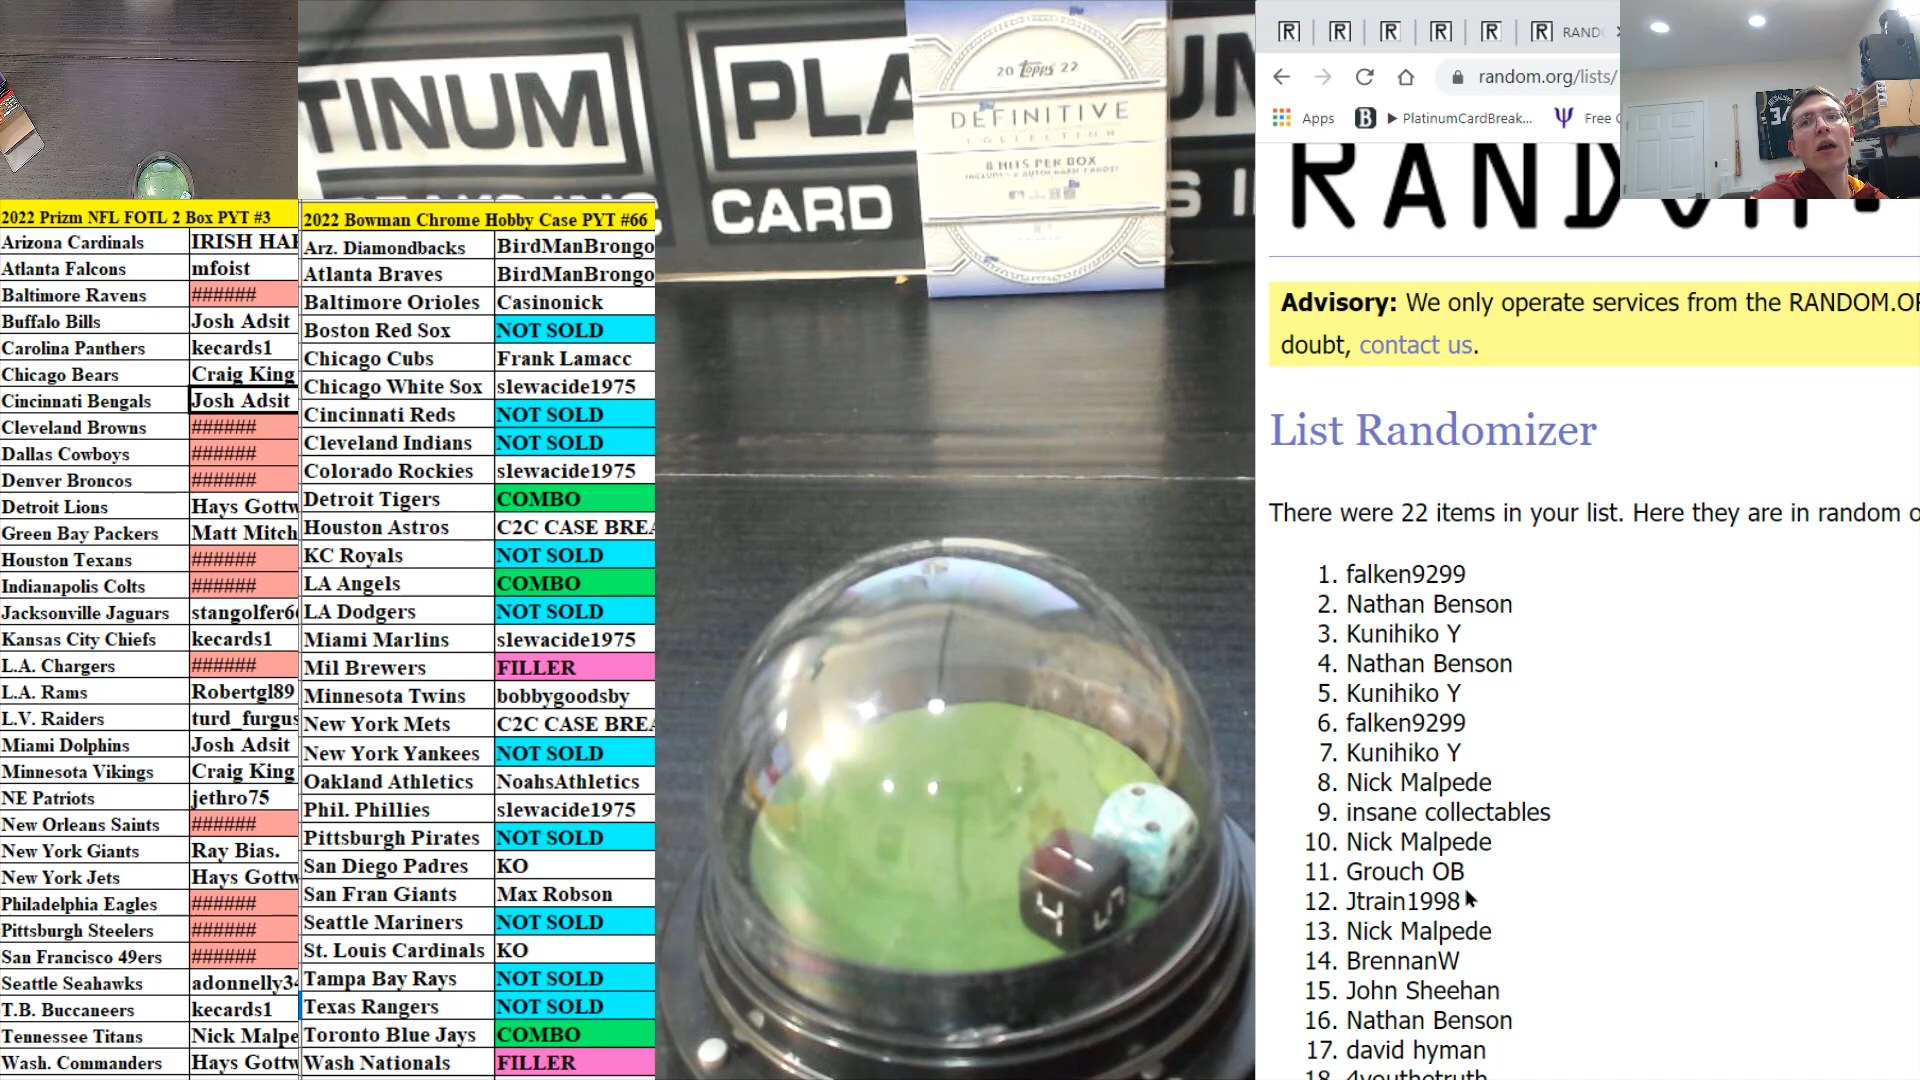 2022 Prizm NFL FOTL 2 Box PYT #3
Arizona Cardinals IRISH HAI
Atlanta Falcons mfoist
Baltimore Ravens ######
Buffalo Bills Josh Adsit
Carolina Panthers kecards1
Chicago Bears Craig King
Cincinnati Bengals Josh Adsit
Cleveland Browns ######
Dallas Cowboys ######
Denver Broncos ######
Detroit Lions Hays Gottw
Green Bay Packers Matt Mitch
Houston Texans ######
Indianapolis Colts ######
Jacksonville Jaguars stangolfer6
Kansas City Chiefs kecards1
L.A. Chargers ######
L.A. Rams Robertgl89
L.V. Raiders turd_furgus
Miami Dolphins Josh Adsit
Minnesota Vikings Craig King
NE Patriots jethro75
New Orleans Saints ######
New York Giants Ray Bias.
New York Jets Hays Gottw
Philadelphia Eagles ######
Pittsburgh Steelers ######
San Francisco 49ers ######
Seattle Seahawks adonnelly34
T.B. Buccaneers kecards1
Tennessee Titans Nick Malpe
Wash. Commanders Hays Gottw
2022 Bowman Chrome Hobby Case PYT #66
Arz. Diamondbacks BirdManBrongo
Atlanta Braves BirdManBrongo
Baltimore Orioles Casinonick
Boston Red Sox NOT SOLD
Chicago Cubs Frank Lamacc
Chicago White Sox slewacide1975
Cincinnati Reds NOT SOLD
Cleveland Indians NOT SOLD
Colorado Rockies slewacide1975
Detroit Tigers COMBO
Houston Astros C2C CASE BREA
KC Royals NOT SOLD
LA Angels COMBO
LA Dodgers NOT SOLD
Miami Marlins slewacide1975
Mil Brewers FILLER
Minnesota Twins bobbygoodsby
New York Mets C2C CASE BREA
New York Yankees NOT SOLD
Oakland Athletics NoahsAthletics
Phil. Phillies slewacide1975
Pittsburgh Pirates NOT SOLD
San Diego Padres KO
San Fran Giants Max Robson
Seattle Mariners NOT SOLD
St. Louis Cardinals KO
Tampa Bay Rays NOT SOLD
Texas Rangers NOT SOLD
Toronto Blue Jays COMBO
Wash Nationals FILLER
TINUM PLA UM
CARD S I
20 Topps 22
DEFINITIVE
COLLECTION
8 HITS PER BOX
4 5
RAND
random.org/lists/
Apps B PlatinumCardBreak... Free
34
RANDOM.
Advisory: We only operate services from the RANDOM.OR
doubt, contact us.
List Randomizer
There were 22 items in your list. Here they are in random o
1. falken9299
2. Nathan Benson
3. Kunihiko Y
4. Nathan Benson
5. Kunihiko Y
6. falken9299
7. Kunihiko Y
8. Nick Malpede
9. insane collectables
10. Nick Malpede
11. Grouch OB
12. Jtrain1998
13. Nick Malpede
14. BrennanW
15. John Sheehan
16. Nathan Benson
17. david hyman
18. 4youthetruth